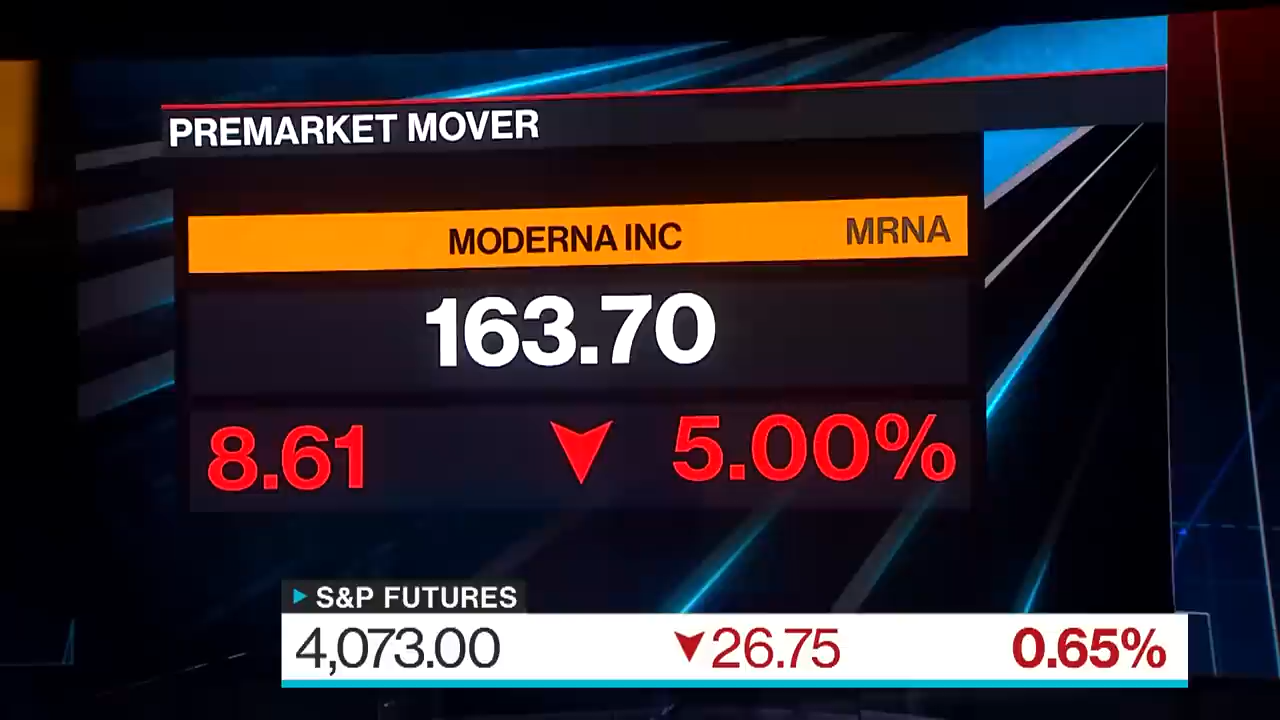 PREMARKET MOVER
MODERNA INC MRNA
163.70
8.61 5.00%
S&P FUTURES
4,073.00 26.75 0.65%